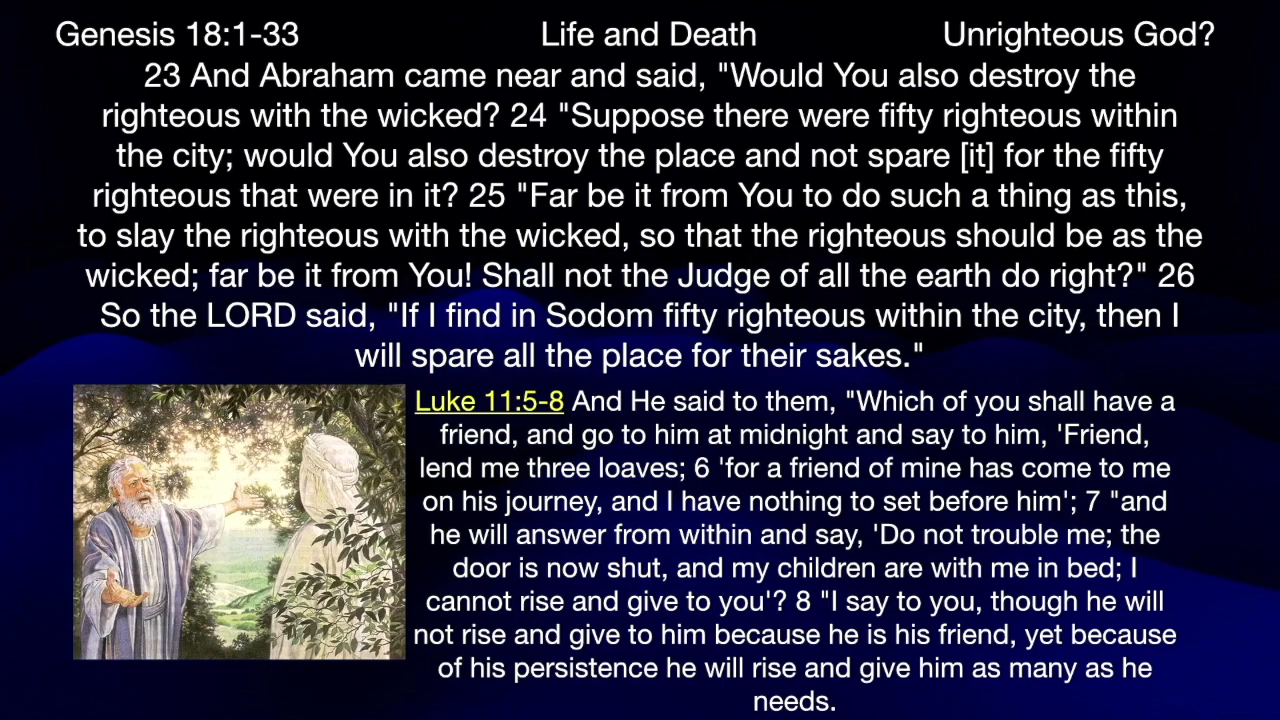 Genesis 18:1-33 Life and Death Unrighteous God?
23 And Abraham came near and said, "Would You also destroy the
righteous with the wicked? 24 "Suppose there were fifty righteous within
the city; would You also destroy the place and not spare [it] for the fifty
righteous that were in it? 25 "Far be it from You to do such a thing as this,
to slay the righteous with the wicked, so that the righteous should be as the
wicked; far be it from You! Shall not the Judge of all the earth do right?" 26
So the LORD said, "If I find in Sodom fifty righteous within the city, then I
will spare all the place for their sakes."
Luke 11:5-8 And He said to them, "Which of you shall have a
friend, and go to him at midnight and say to him, 'Friend,
lend me three loaves; 6 'for a friend of mine has come to me
on his journey, and I have nothing to set before him'; 7 "and
he will answer from within and say, 'Do not trouble me; the
door is now shut, and my children are with me in bed; I
cannot rise and give to you'? 8 "I say to you, though he will
not rise and give to him because he is his friend, yet because
of his persistence he will rise and give him as many as he
needs.